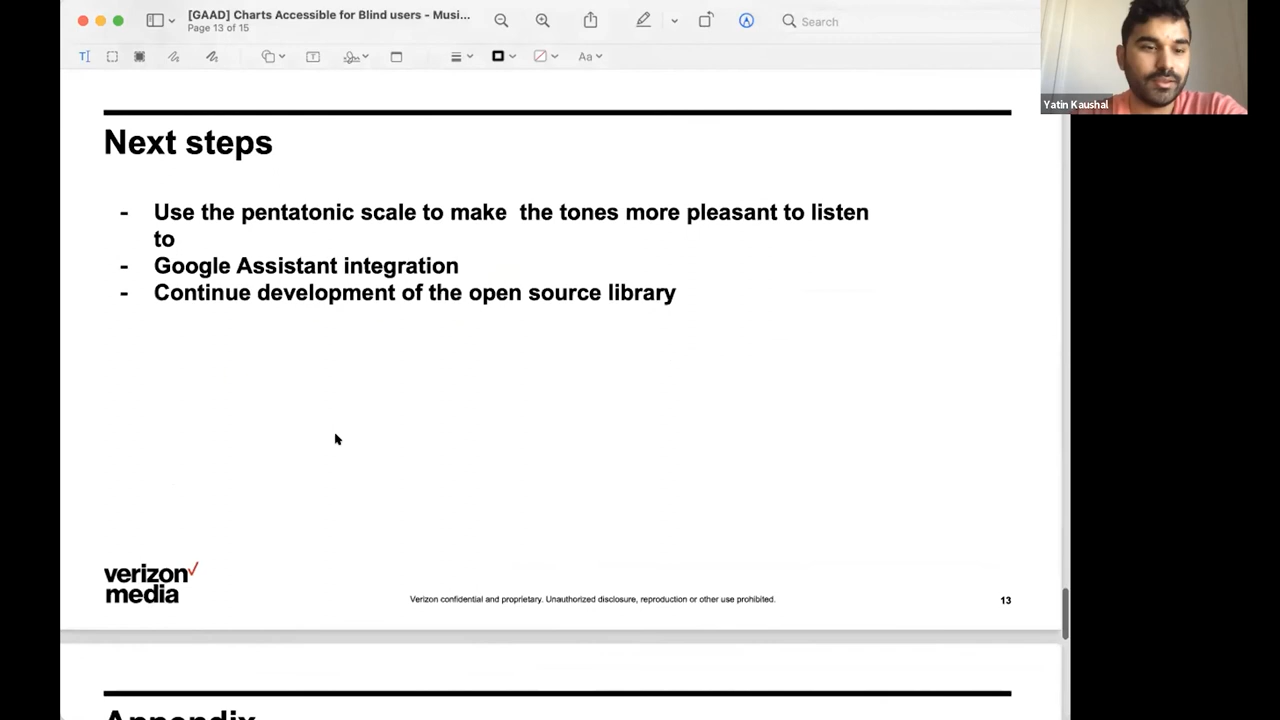 [GAAD] Charts Accessible for Blind users - Musi...
Page 13 of 15
Search
Aa
Yatin Kaushal
Next steps
- Use the pentatonic scale to make the tones more pleasant to listen
to
- Google Assistant integration
- Continue development of the open source library
verizon
media
Verizon confidential and proprietary. Unauthorized disclosure, reproduction or other use prohibited.
13
Appendix